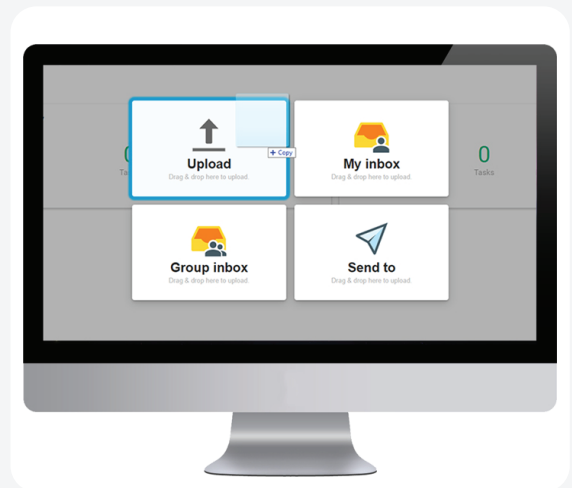 Upload
Drag & drop here to upload.
+ Copy
My inbox
Drag & drop here to upload.
0
Tasks
Group inbox
Drag & drop here to upload.
Send to
Drag & drop here to upload.